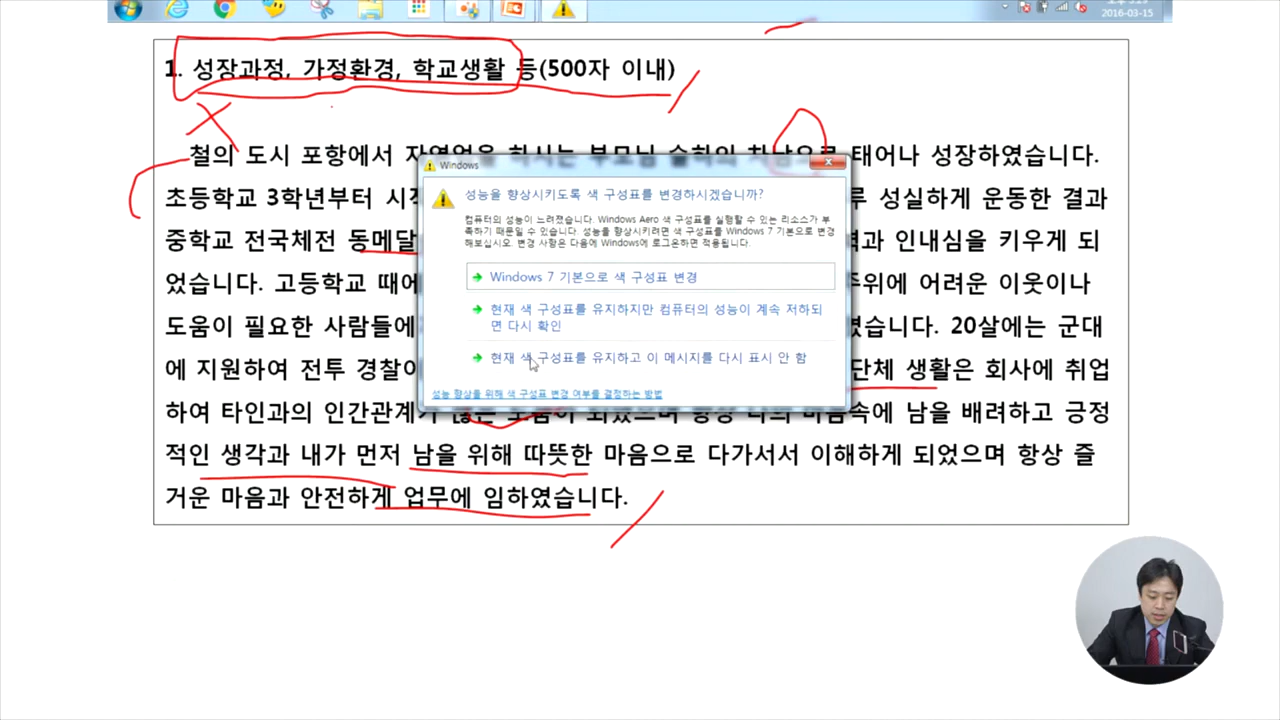 2016-03-15
1. 성장과정, 가정환경, 학교생활 등(500자 이내)
철의 도시 포항에서 자영업을 하시는 부모님 슬하의 차남으로 태어나 성장하였습니다.
초등학교 3학년부터 시작 성실하게 운동한 결과
중학교 전국체전 동메달 인내심을 키우게 되
었습니다. 고등학교 때에 주위에 어려운 이웃이나
도움이 필요한 사람들에 였습니다. 20살에는 군대
에 지원하여 전투 경찰이 단체 생활은 회사에 취업
하여 타인과의 인간관계가 많은 도움이 되었으며 항상 나의 마음속에 남을 배려하고 긍정
적인 생각과 내가 먼저 남을 위해 따뜻한 마음으로 다가서서 이해하게 되었으며 항상 즐
거운 마음과 안전하게 업무에 임하였습니다.
Windows
성능을 향상시키도록 색 구성표를 변경하시겠습니까?
컴퓨터의 성능이 느려졌습니다. Windows Aero 색 구성표를 실행할 수 있는 리소스가 부
족하기 때문일 수 있습니다. 성능을 향상시키려면 색 구성표를 Windows 7 기본으로 변경
해보십시오. 변경 사항은 다음에 Windows에 로그온하면 적용됩니다.
Windows 7 기본으로 색 구성표 변경
현재 색 구성표를 유지하지만 컴퓨터의 성능이 계속 저하되
면 다시 확인
현재 색 구성표를 유지하고 이 메시지를 다시 표시 안 함
성능 향상을 위해 색 구성표 변경 여부를 결정하는 방법